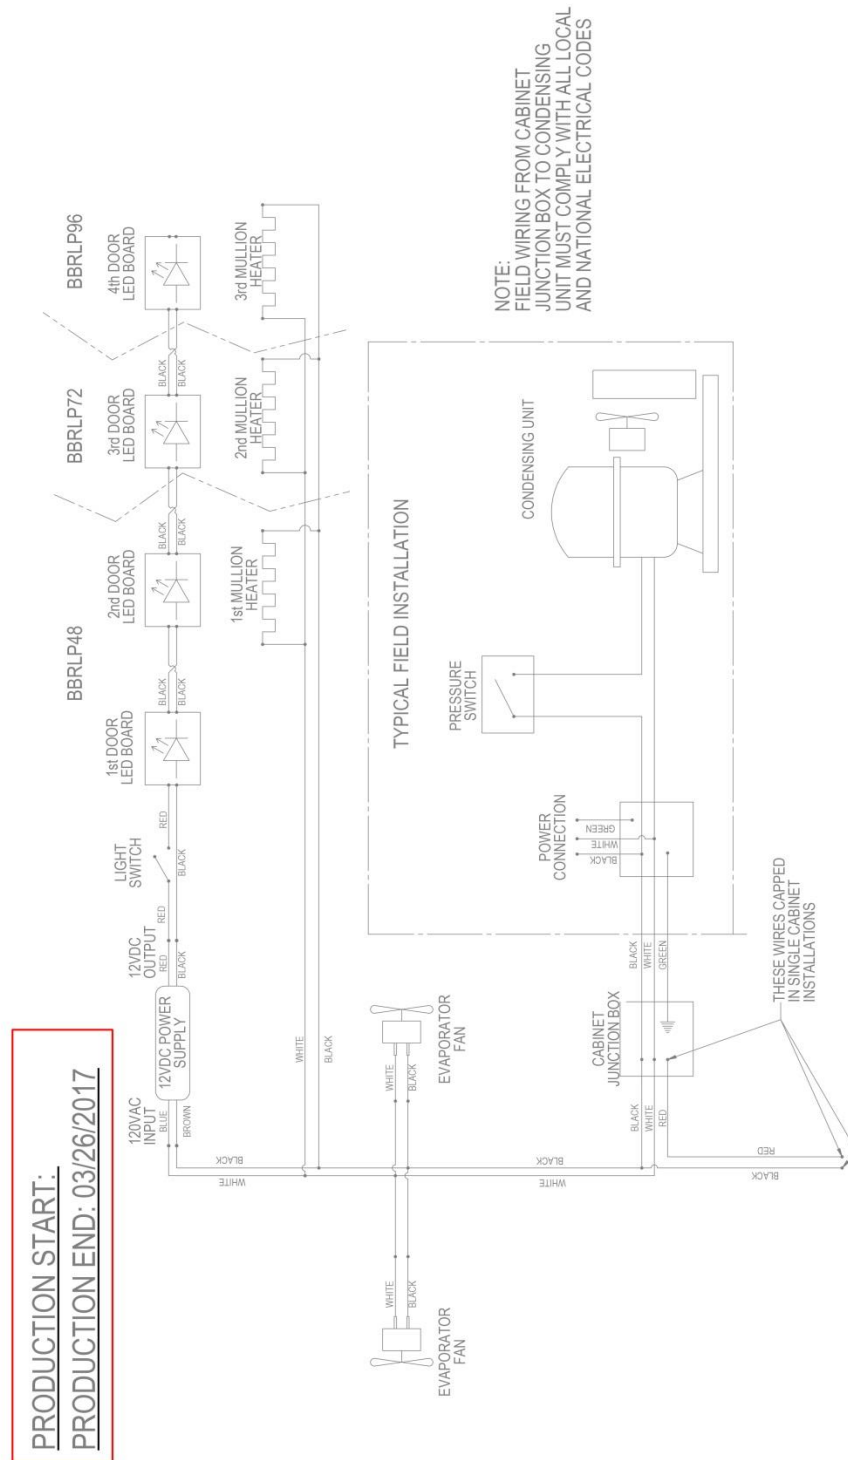 PRODUCTION START:
PRODUCTION END: 03/26/2017
BBRLP48
BBRLP72
BBRLP96
120VAC
INPUT
BLUE
BROWN
12VDC POWER
SUPPLY
12VDC
OUTPUT
RED
BLACK
LIGHT
SWITCH
RED
RED
BLACK
1st DOOR
LED BOARD
BLACK
BLACK
2nd DOOR
LED BOARD
BLACK
BLACK
3rd DOOR
LED BOARD
BLACK
BLACK
4th DOOR
LED BOARD
1st MULLION
HEATER
2nd MULLION
HEATER
3rd MULLION
HEATER
WHITE
BLACK
BLACK
WHITE
WHITE
BLACK
EVAPORATOR
FAN
WHITE
BLACK
EVAPORATOR
FAN
BLACK
WHITE
TYPICAL FIELD INSTALLATION
PRESSURE
SWITCH
CONDENSING UNIT
POWER
CONNECTION
BLACK
WHITE
GREEN
BLACK
WHITE
GREEN
CABINET
JUNCTION BOX
BLACK
WHITE
RED
RED
BLACK
THESE WIRES CAPPED
IN SINGLE CABINET
INSTALLATIONS
NOTE:
FIELD WIRING FROM CABINET
JUNCTION BOX TO CONDENSING
UNIT MUST COMPLY WITH ALL LOCAL
AND NATIONAL ELECTRICAL CODES